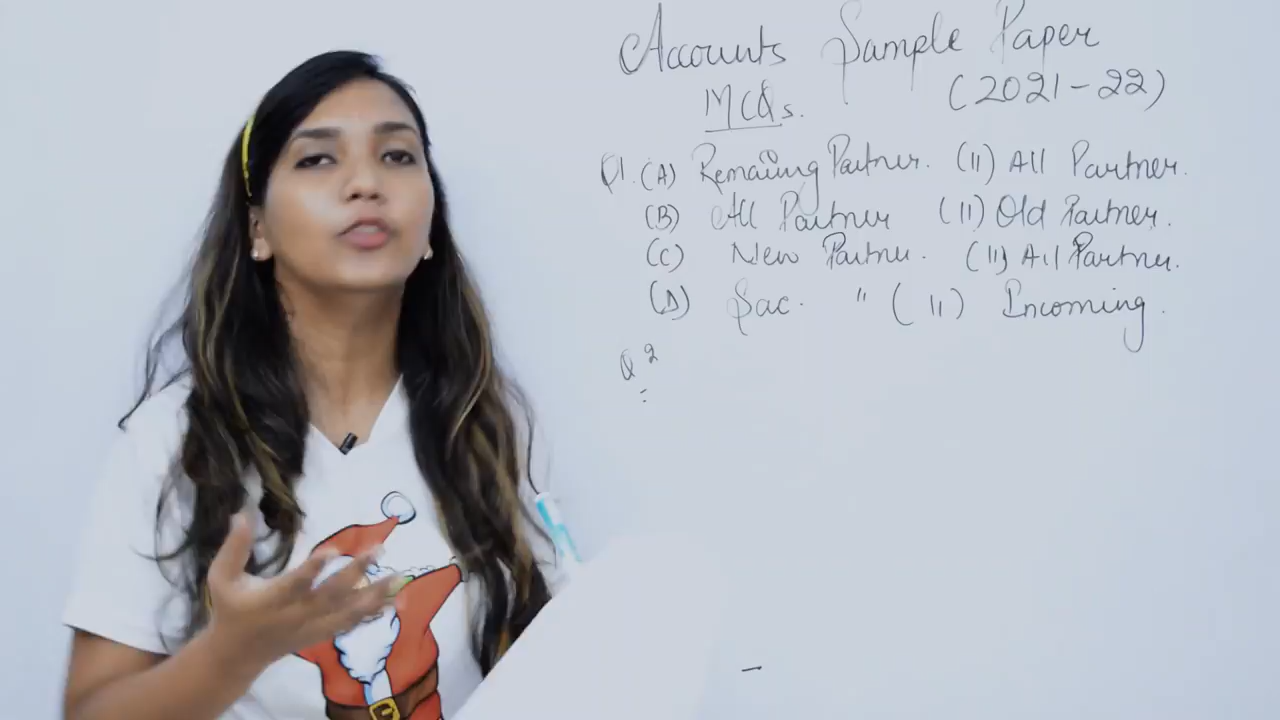 Accounts Sample Paper
MCQs. (2021-22)
Q1. (A) Remaining Partner. (II) All Partner.
(B) All Partner (II) Old Partner.
(C) New Partner. (II) All Partner.
(D) Sac. " (II) Incoming.
Q2